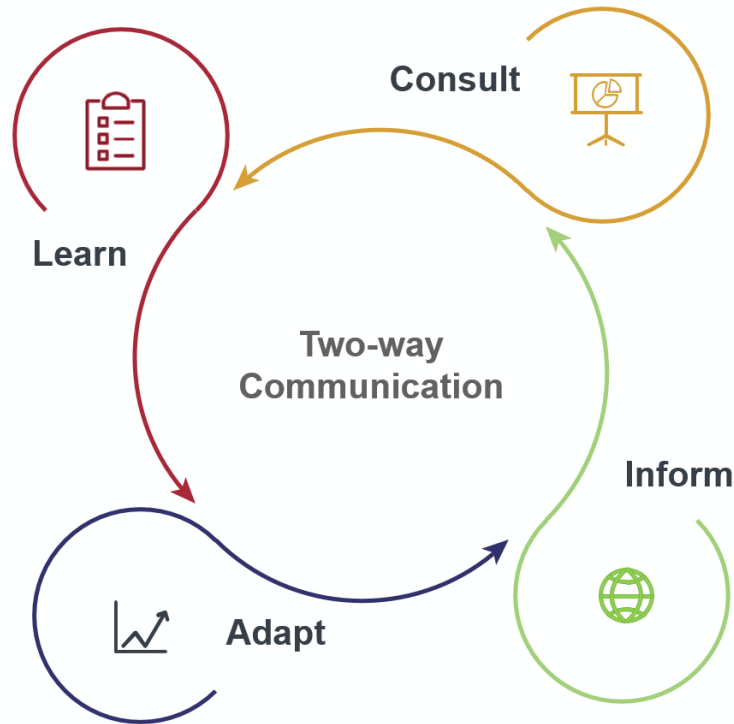 Consult
Learn
Two-way
Communication
Inform
Adapt